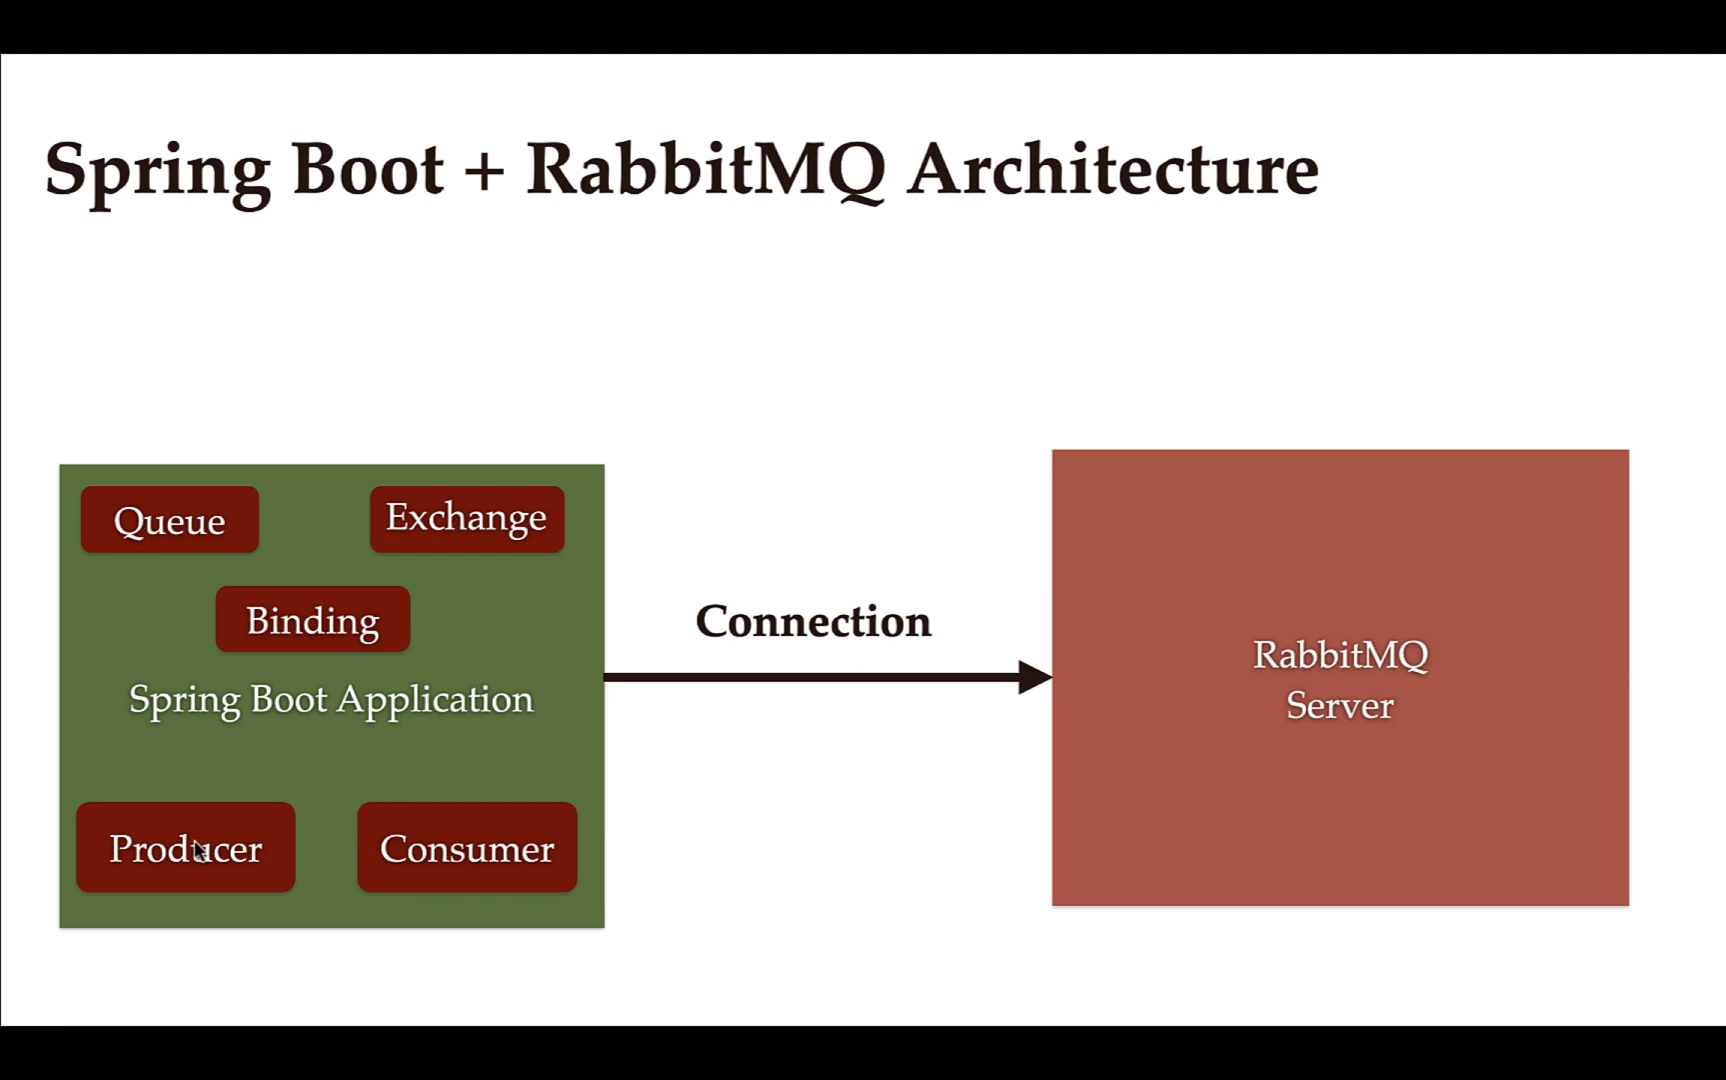 Spring Boot + RabbitMQ Architecture
Queue
Exchange
Binding
Spring Boot Application
Producer
Consumer
Connection
RabbitMQ
Server